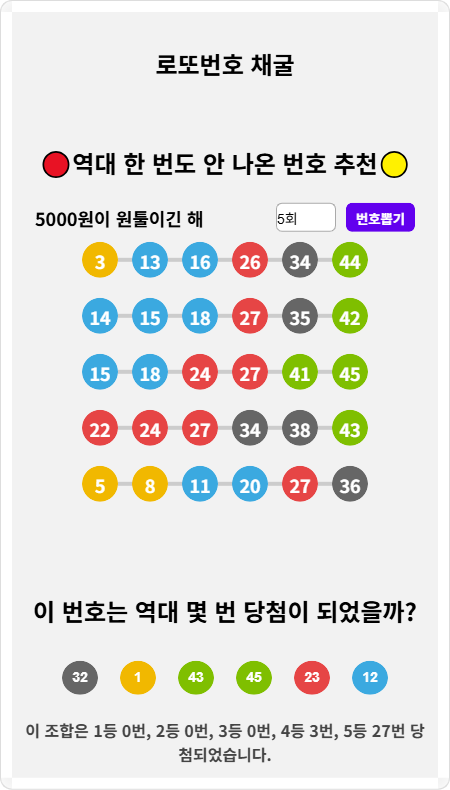 로또번호 채굴
역대 한 번도 안 나온 번호 추천
5000원이 원툴이긴 해 5회 번호뽑기
3 13 16 26 34 44
14 15 18 27 35 42
15 18 24 27 41 45
22 24 27 34 38 43
5 8 11 20 27 36
이 번호는 역대 몇 번 당첨이 되었을까?
32 1 43 45 23 12
이 조합은 1등 0번, 2등 0번, 3등 0번, 4등 3번, 5등 27번 당
첨되었습니다.